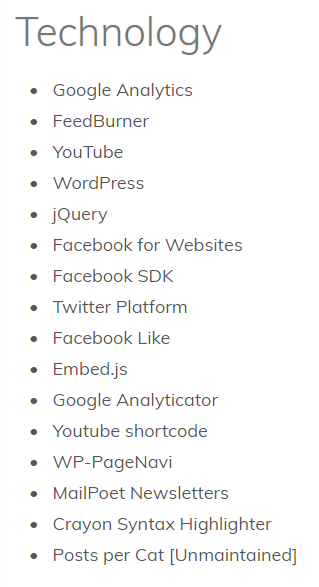 Technology
Google Analytics
FeedBurner
YouTube
WordPress
jQuery
Facebook for Websites
Facebook SDK
Twitter Platform
Facebook Like
Embed.js
Google Analyticator
Youtube shortcode
WP-PageNavi
MailPoet Newsletters
Crayon Syntax Highlighter
Posts per Cat [Unmaintained]